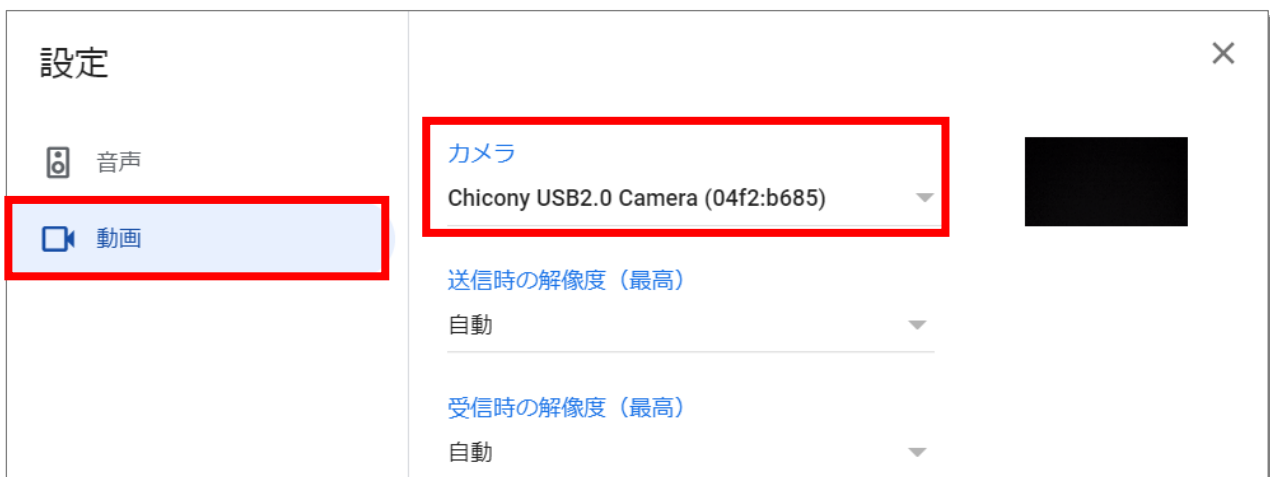 設定
音声
動画
カメラ
Chicony USB2.0 Camera (04f2:b685)
送信時の解像度（最高）
自動
受信時の解像度（最高）
自動